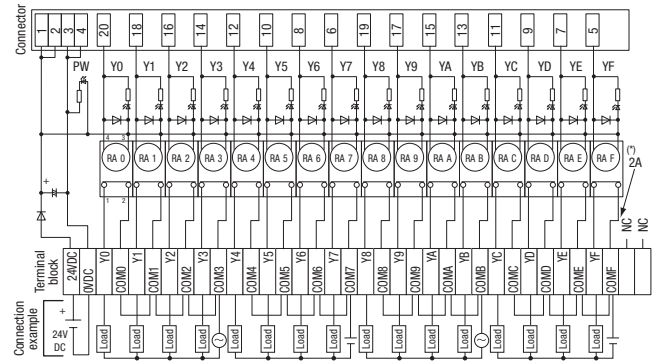 Connector
1 2 3 4 20 18 16 14 12 10 8 6 19 17 15 13 11 9 7 5
PW Y0 Y1 Y2 Y3 Y4 Y5 Y6 Y7 Y8 Y9 YA YB YC YD YE YF
4 3
RA 0 RA 1 RA 2 RA 3 RA 4 RA 5 RA 6 RA 7 RA 8 RA 9 RA A RA B RA C RA D RA E RA F
(*)
2A
+
1 2
NC NC
Terminal
block
24VDC 0VDC Y0 COM0 Y1 COM1 Y2 COM2 Y3 COM3 Y4 COM4 Y5 COM5 Y6 COM6 Y7 COM7 Y8 COM8 Y9 COM9 YA COMA YB COMB YC COMC YD COMD YE COME YF COMF
Connection
example
+
24V
DC
Load Load Load Load Load Load Load Load Load Load Load Load Load Load Load Load